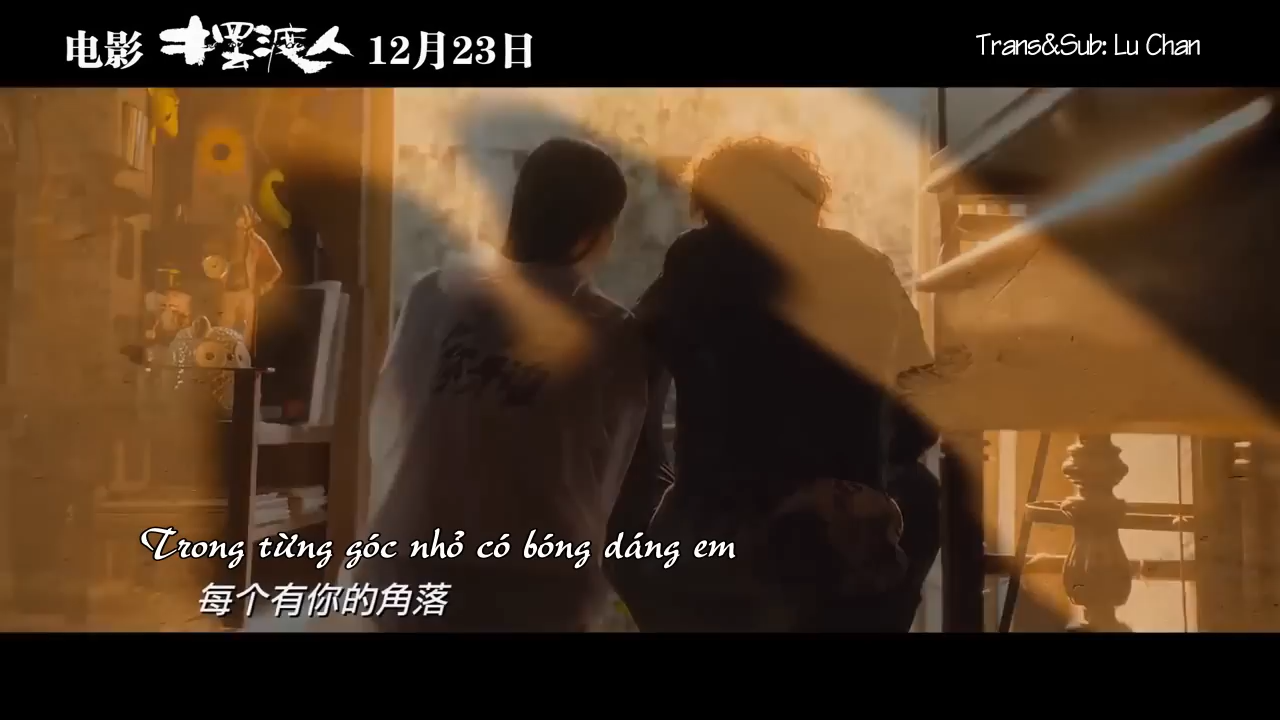 电影 摆渡人 12月23日
Trans&Sub: Lu Chan
Trong từng góc nhỏ có bóng dáng em
每个有你的角落